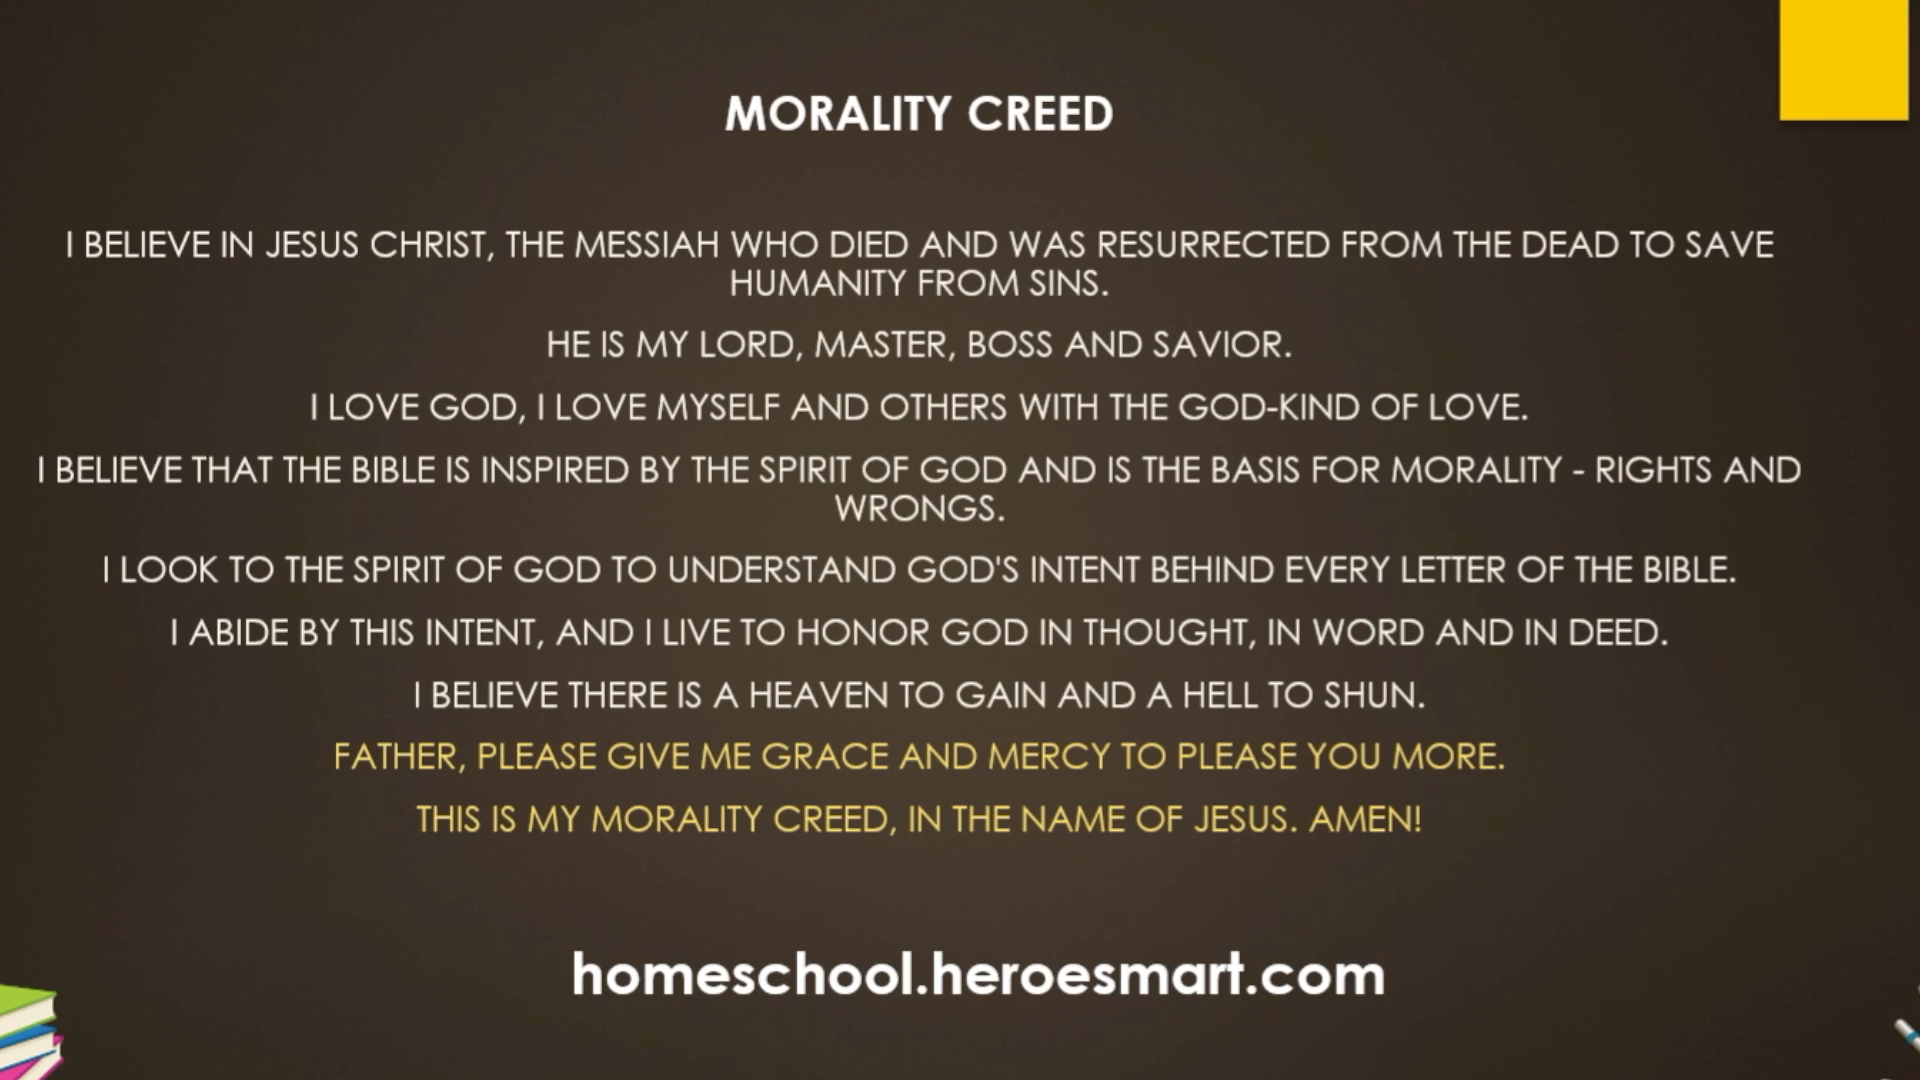 MORALITY CREED
I BELIEVE IN JESUS CHRIST, THE MESSIAH WHO DIED AND WAS RESURRECTED FROM THE DEAD TO SAVE
HUMANITY FROM SINS.
HE IS MY LORD, MASTER, BOSS AND SAVIOR.
I LOVE GOD, I LOVE MYSELF AND OTHERS WITH THE GOD-KIND OF LOVE.
I BELIEVE THAT THE BIBLE IS INSPIRED BY THE SPIRIT OF GOD AND IS THE BASIS FOR MORALITY - RIGHTS AND
WRONGS.
I LOOK TO THE SPIRIT OF GOD TO UNDERSTAND GOD'S INTENT BEHIND EVERY LETTER OF THE BIBLE.
I ABIDE BY THIS INTENT, AND I LIVE TO HONOR GOD IN THOUGHT, IN WORD AND IN DEED.
I BELIEVE THERE IS A HEAVEN TO GAIN AND A HELL TO SHUN.
FATHER, PLEASE GIVE ME GRACE AND MERCY TO PLEASE YOU MORE.
THIS IS MY MORALITY CREED, IN THE NAME OF JESUS. AMEN!
homeschool.heroesmart.com